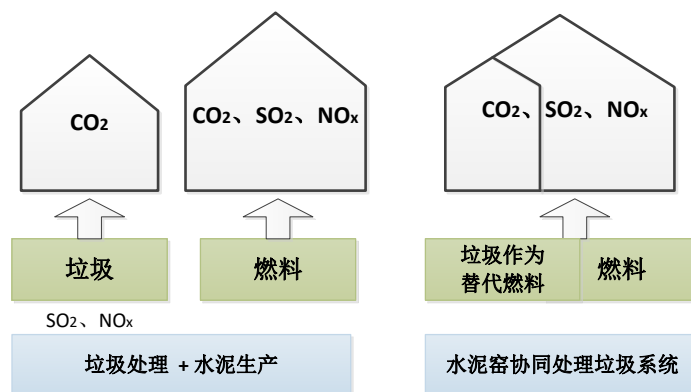 CO₂
CO₂、SO₂、NOₓ
CO₂、SO₂、NOₓ
垃圾
燃料
垃圾作为
替代燃料
燃料
SO₂、NOₓ
垃圾处理 + 水泥生产
水泥窑协同处理垃圾系统